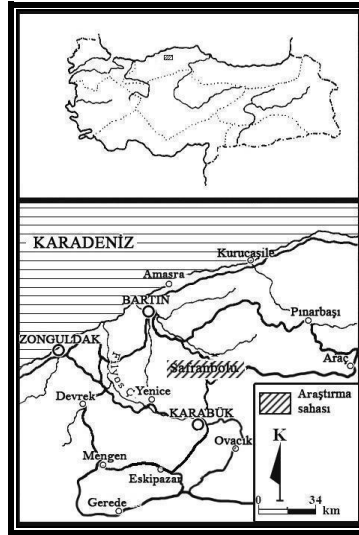 KARADENİZ
Kurucaşile
Amasra
BARTIN
Pınarbaşı
ZONGULDAK
Filyos Ç.
Safranbolu
Araç
Devrek
Yenice
KARABÜK
Ovacık
Mengen
Eskipazar
Gerede
Araştırma
sahası
K
0 34
km